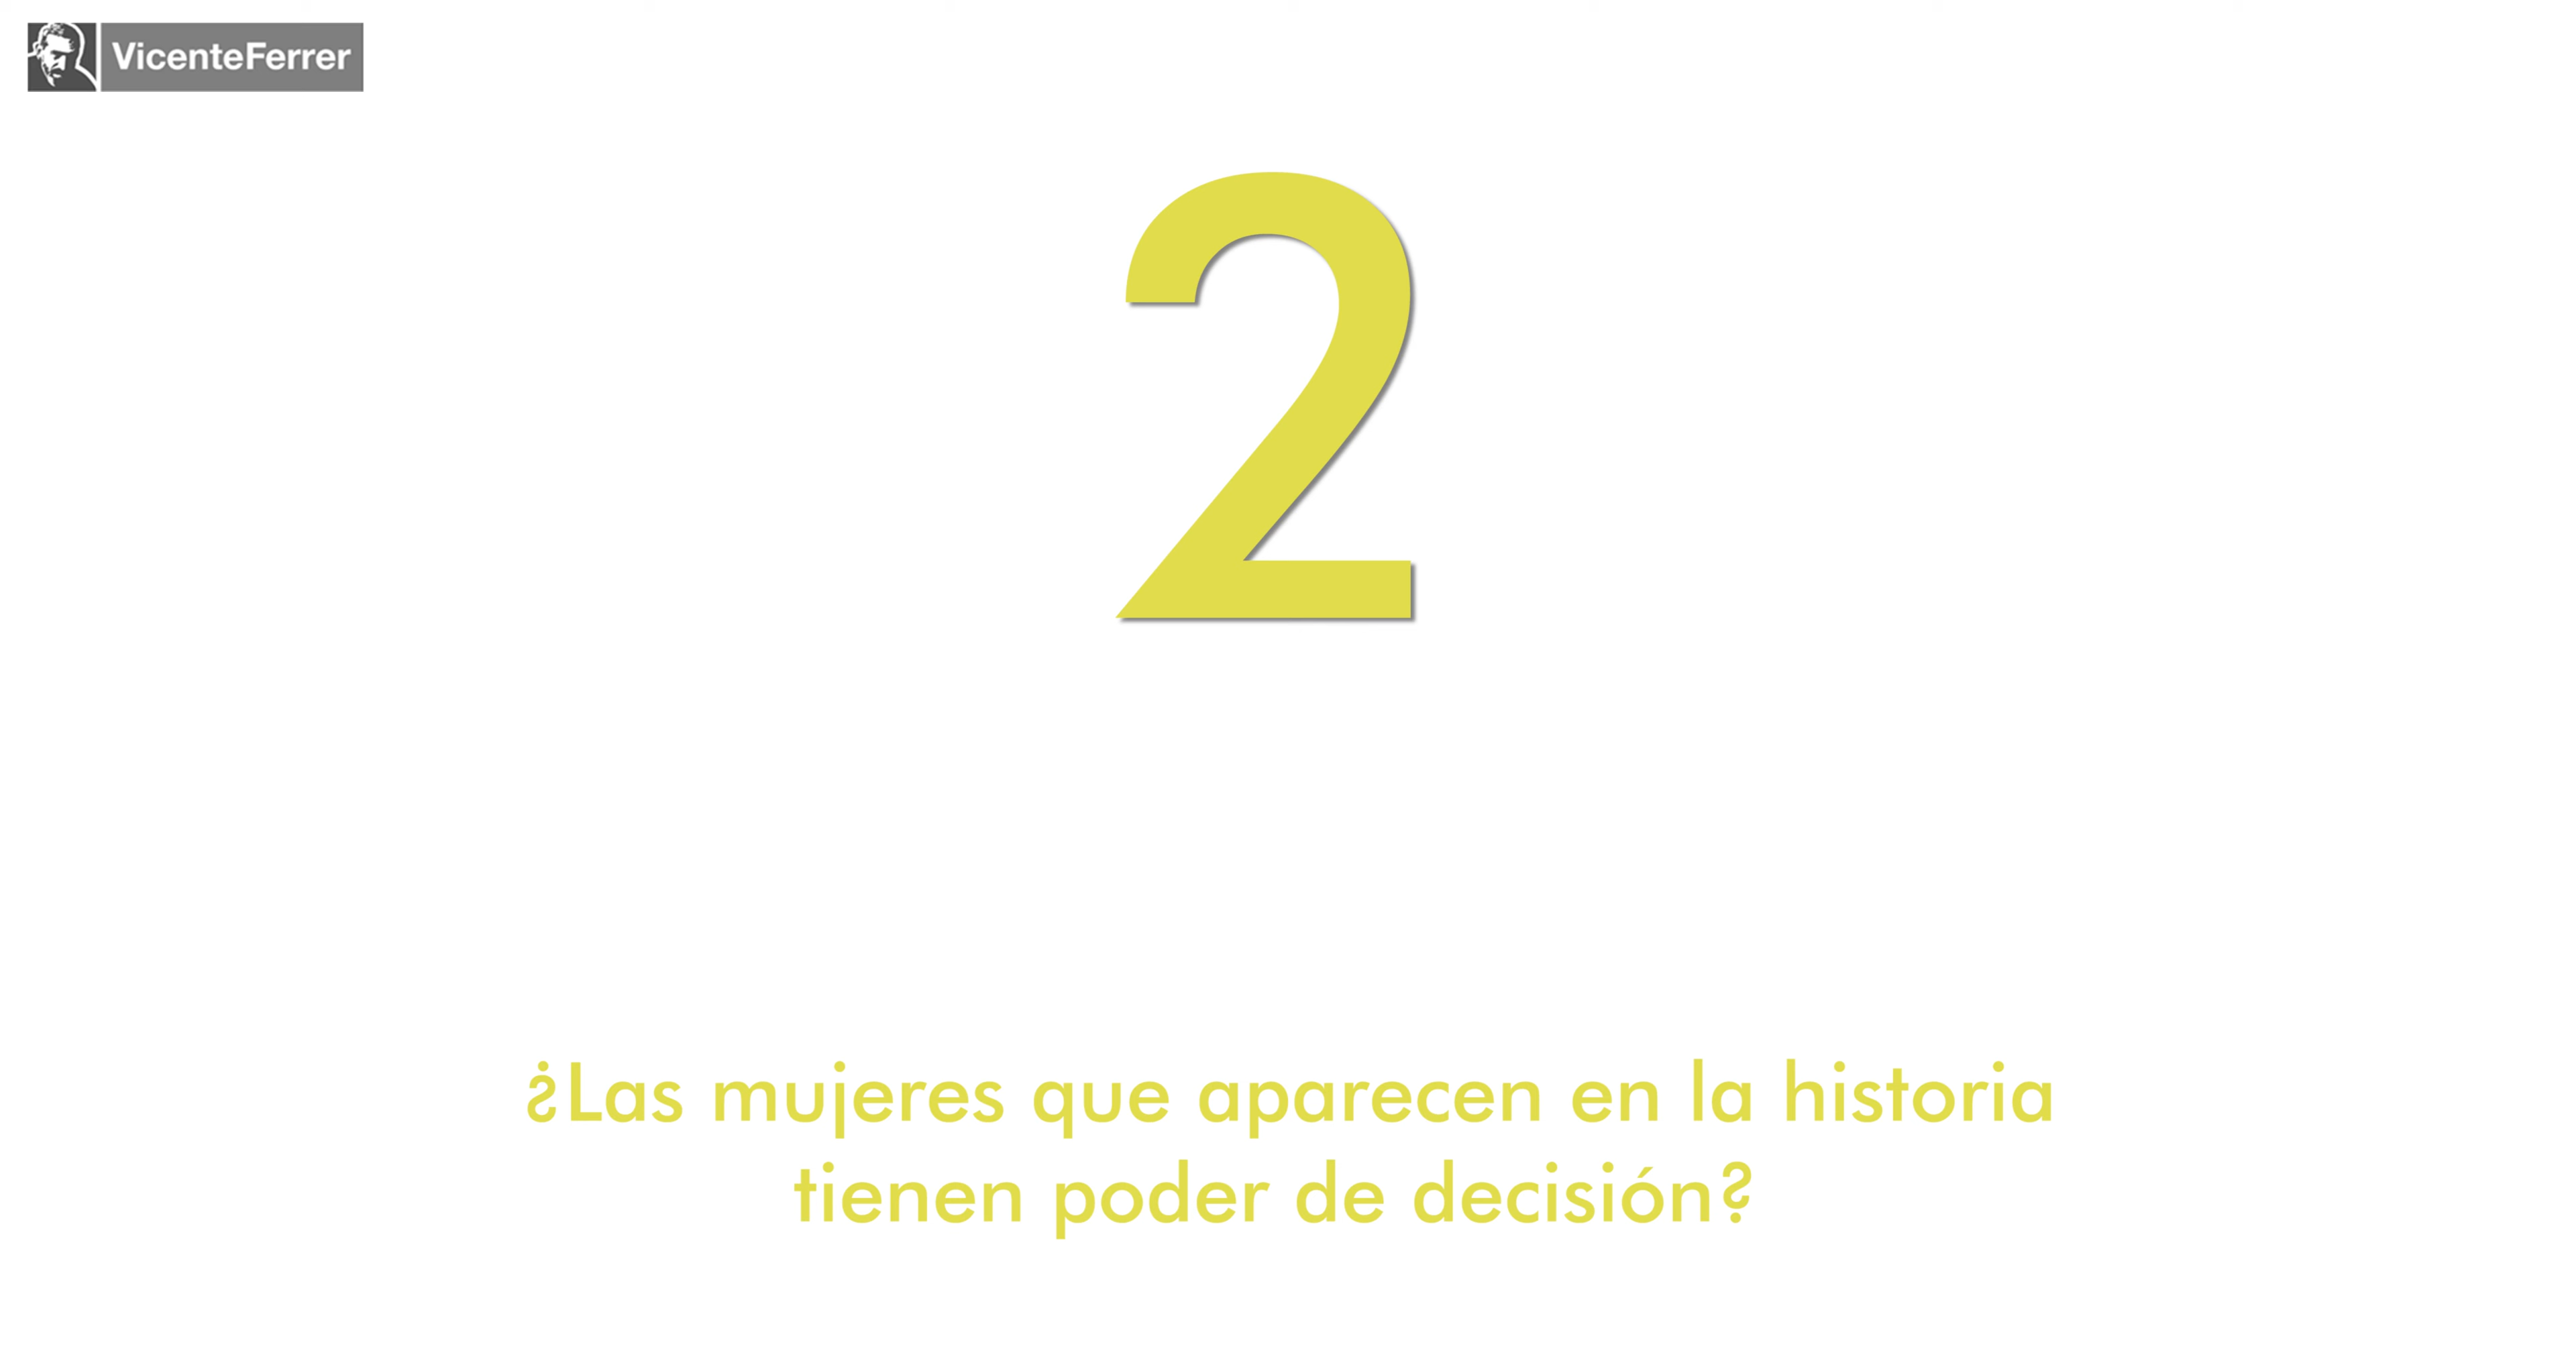 VicenteFerrer
2
¿Las mujeres que aparecen en la historia
tienen poder de decisión?